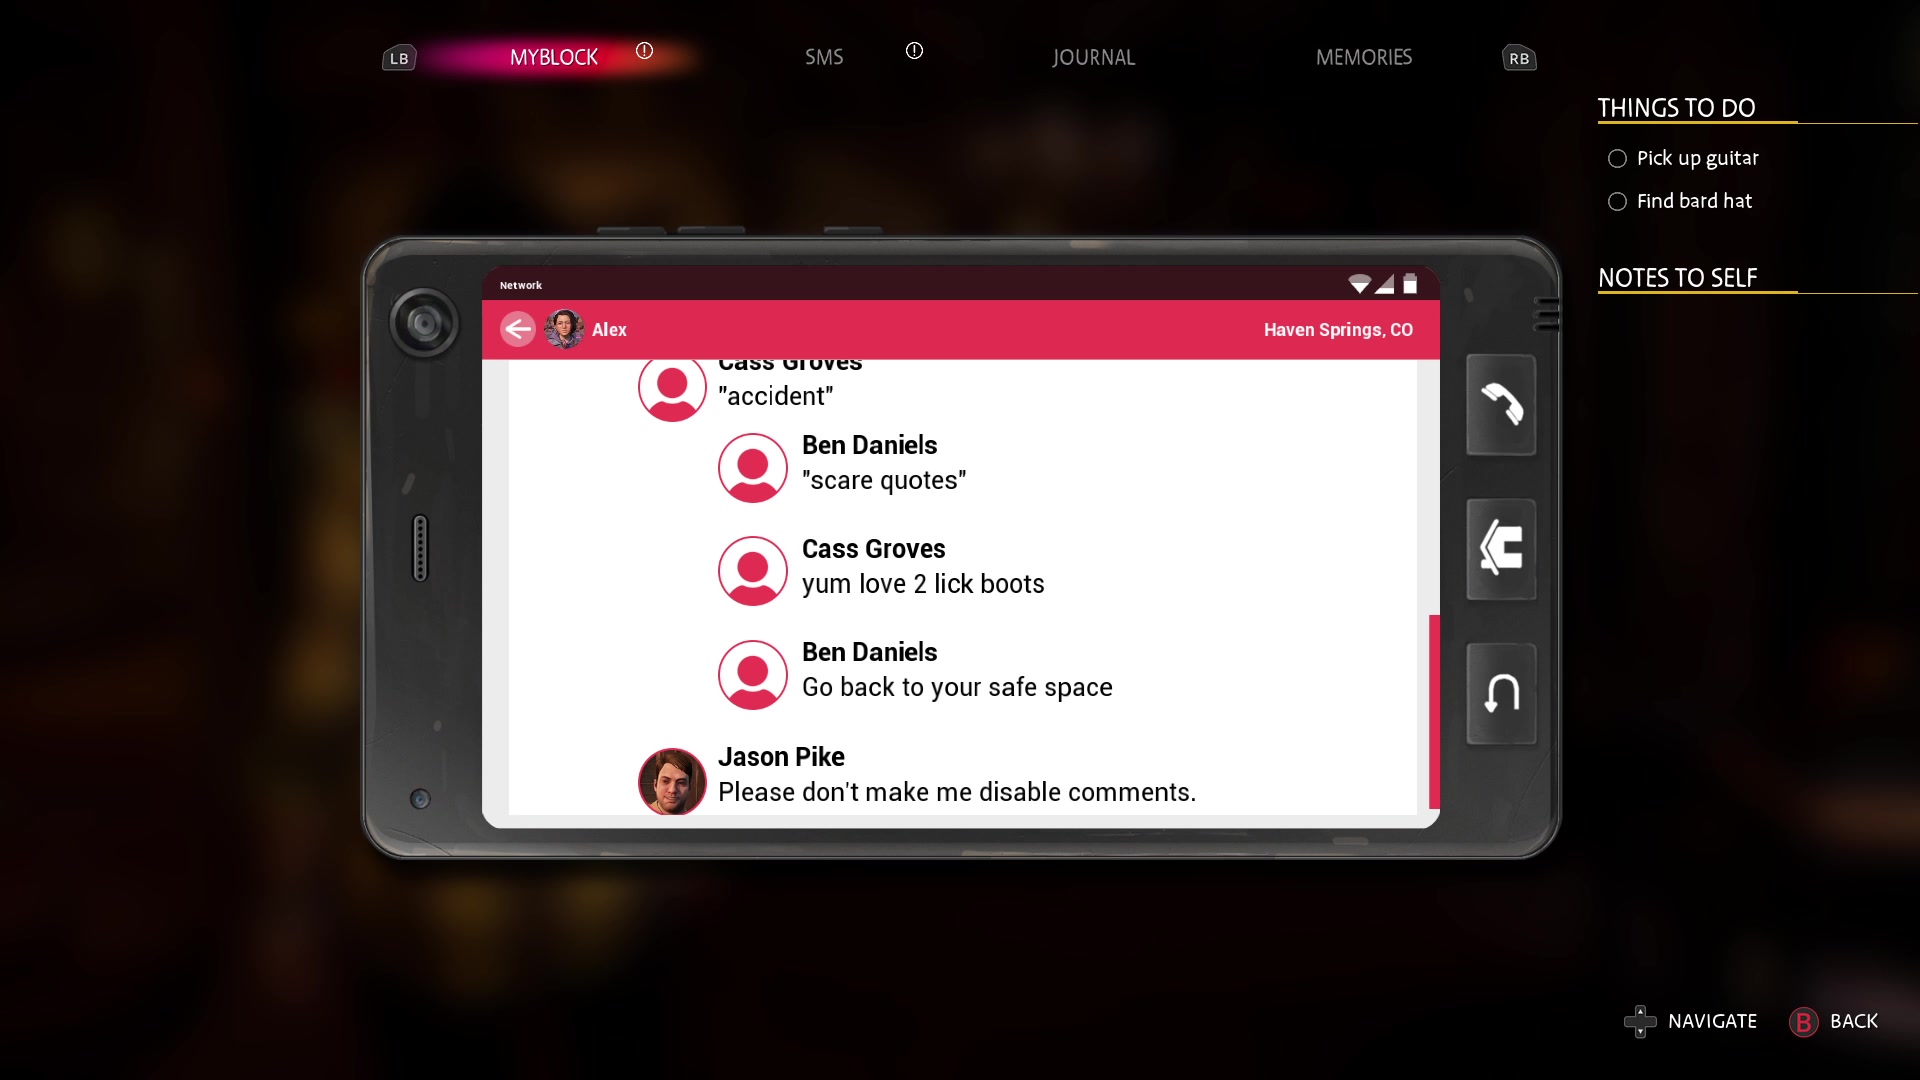 LB
MYBLOCK
SMS
JOURNAL
MEMORIES
RB
THINGS TO DO
Pick up guitar
Find bard hat
NOTES TO SELF
Network
Alex
Haven Springs, CO
Cass Groves
"accident"
Ben Daniels
"scare quotes"
Cass Groves
yum love 2 lick boots
Ben Daniels
Go back to your safe space
Jason Pike
Please don't make me disable comments.
NAVIGATE
B BACK